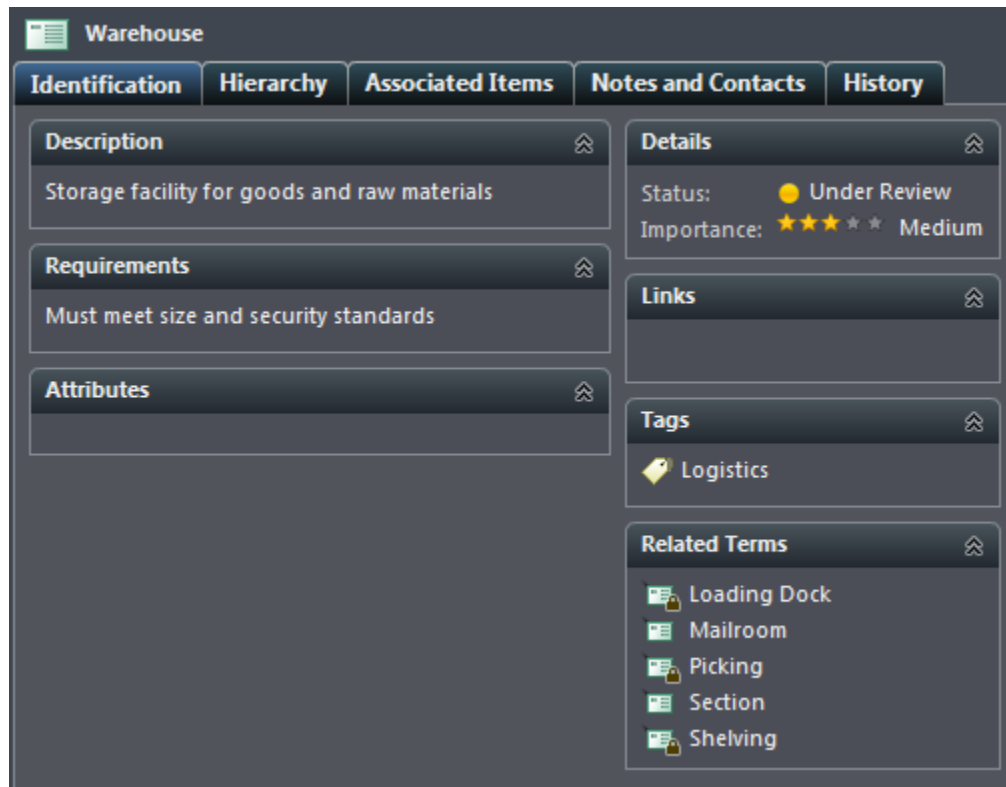 Warehouse
Identification
Hierarchy
Associated Items
Notes and Contacts
History
Description
Storage facility for goods and raw materials
Requirements
Must meet size and security standards
Attributes
Details
Status: Under Review
Importance: Medium
Links
Tags
Logistics
Related Terms
Loading Dock
Mailroom
Picking
Section
Shelving